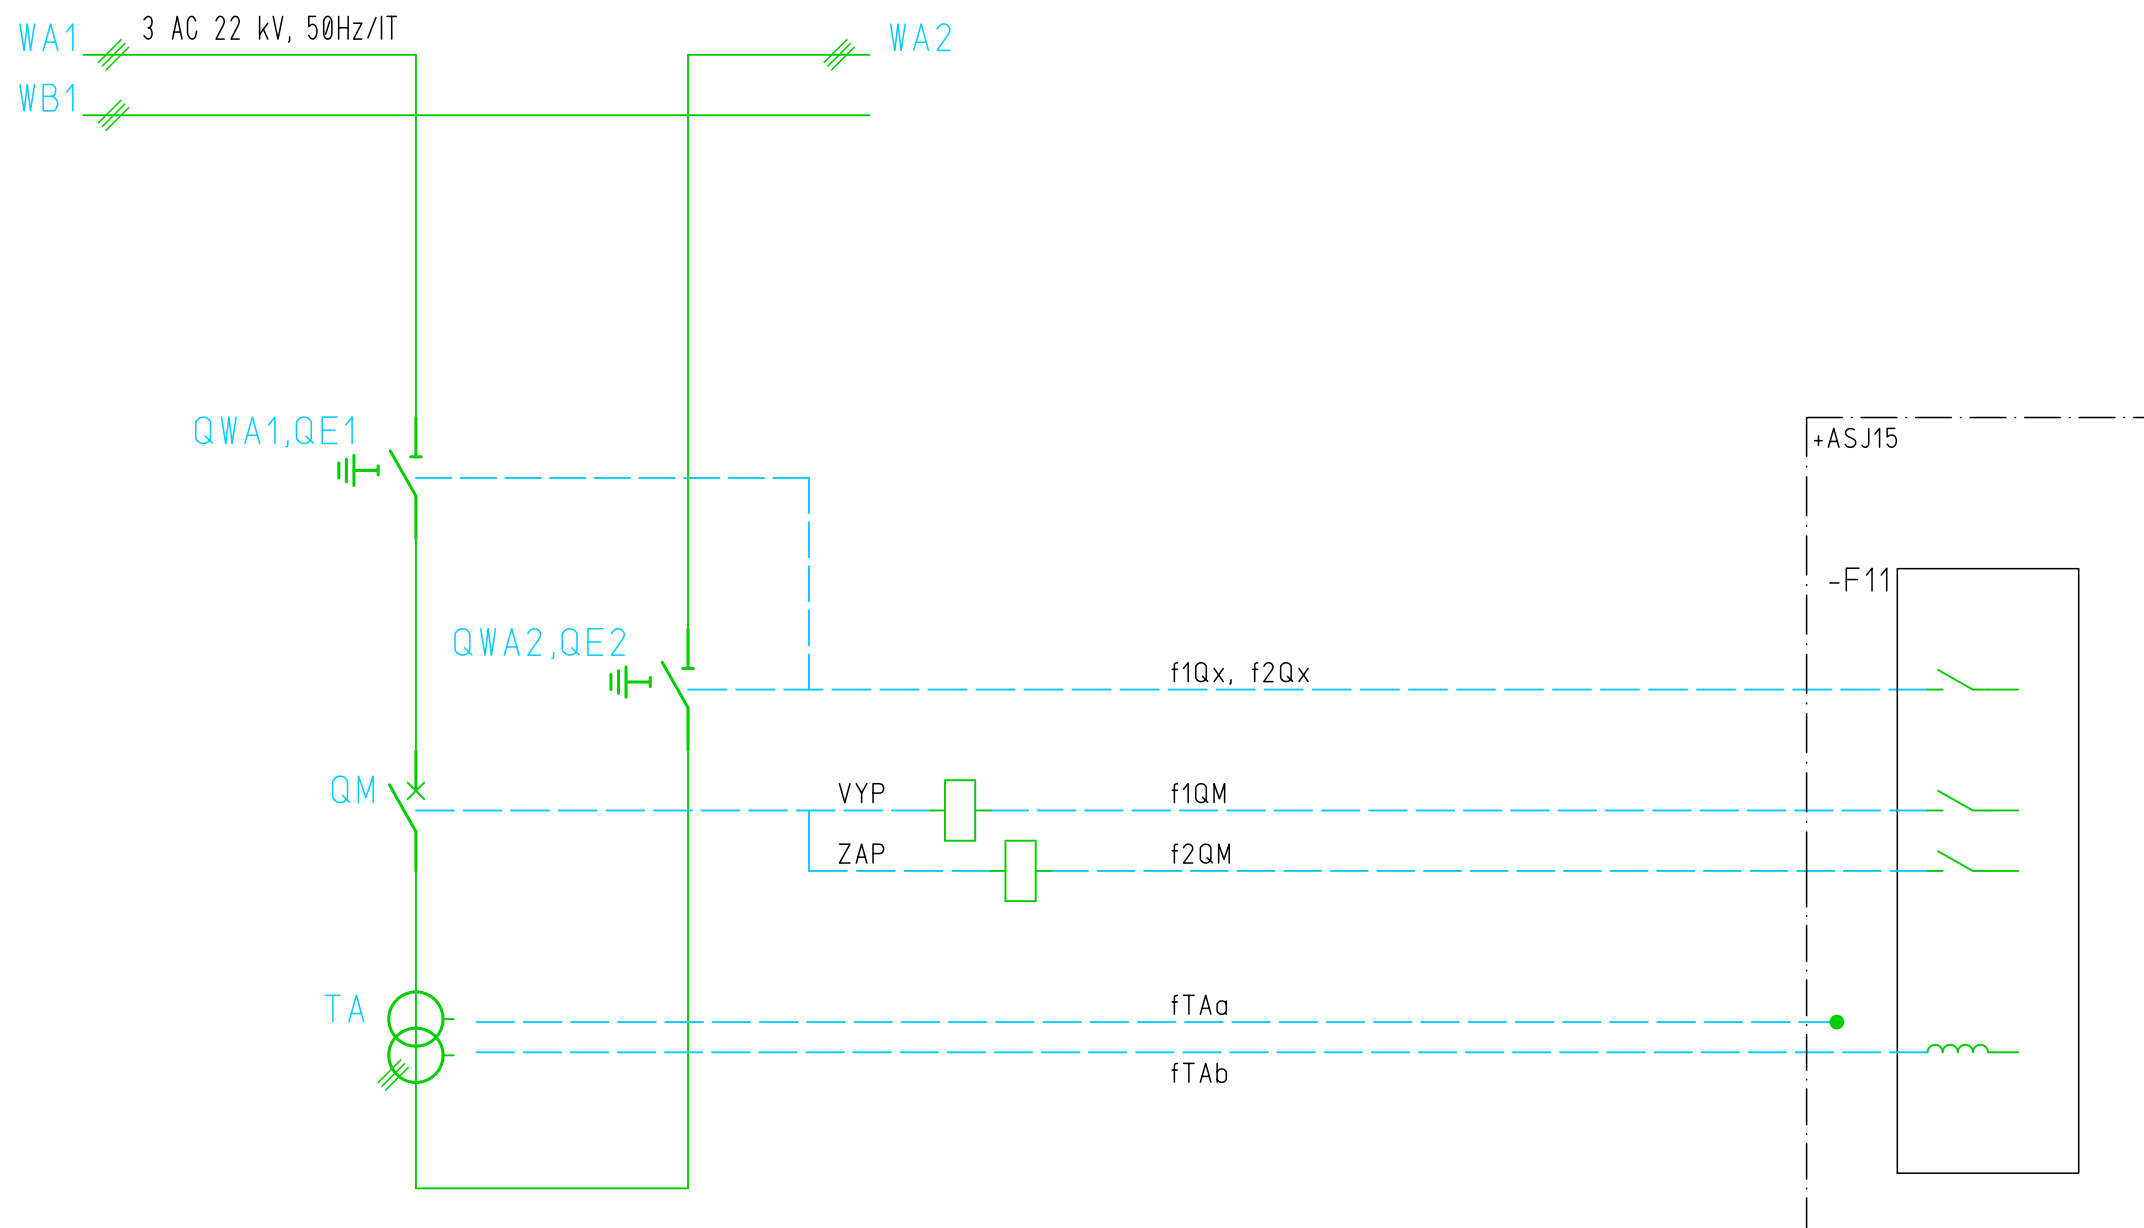 WA1 3 AC 22 kV, 50Hz/IT
WA2
WB1
QWA1,QE1
+ASJ15
-F11
QWA2,QE2
f1Qx, f2Qx
QM
VYP
f1QM
ZAP
f2QM
TA
fTAa
fTAb